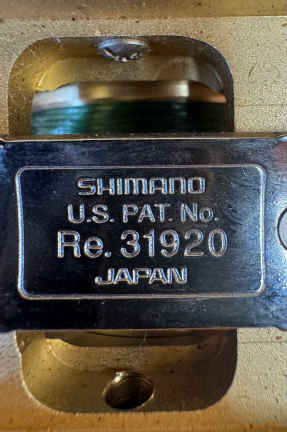 SHIMANO
U.S. PAT. No.
Re. 31920
JAPAN